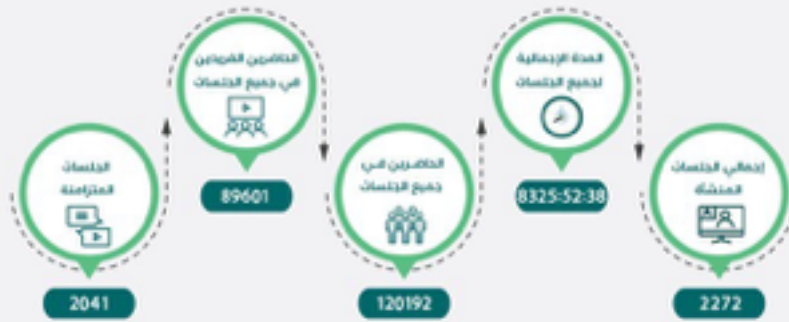 إجمالي الجلسات
المنشأة
2272
المدة الإجمالية
لجميع الجلسات
8325:52:38
الحاضرين في
جميع الجلسات
120192
الحاضرين الفريدين
في جميع الجلسات
89601
الجلسات
المتزامنة
2041